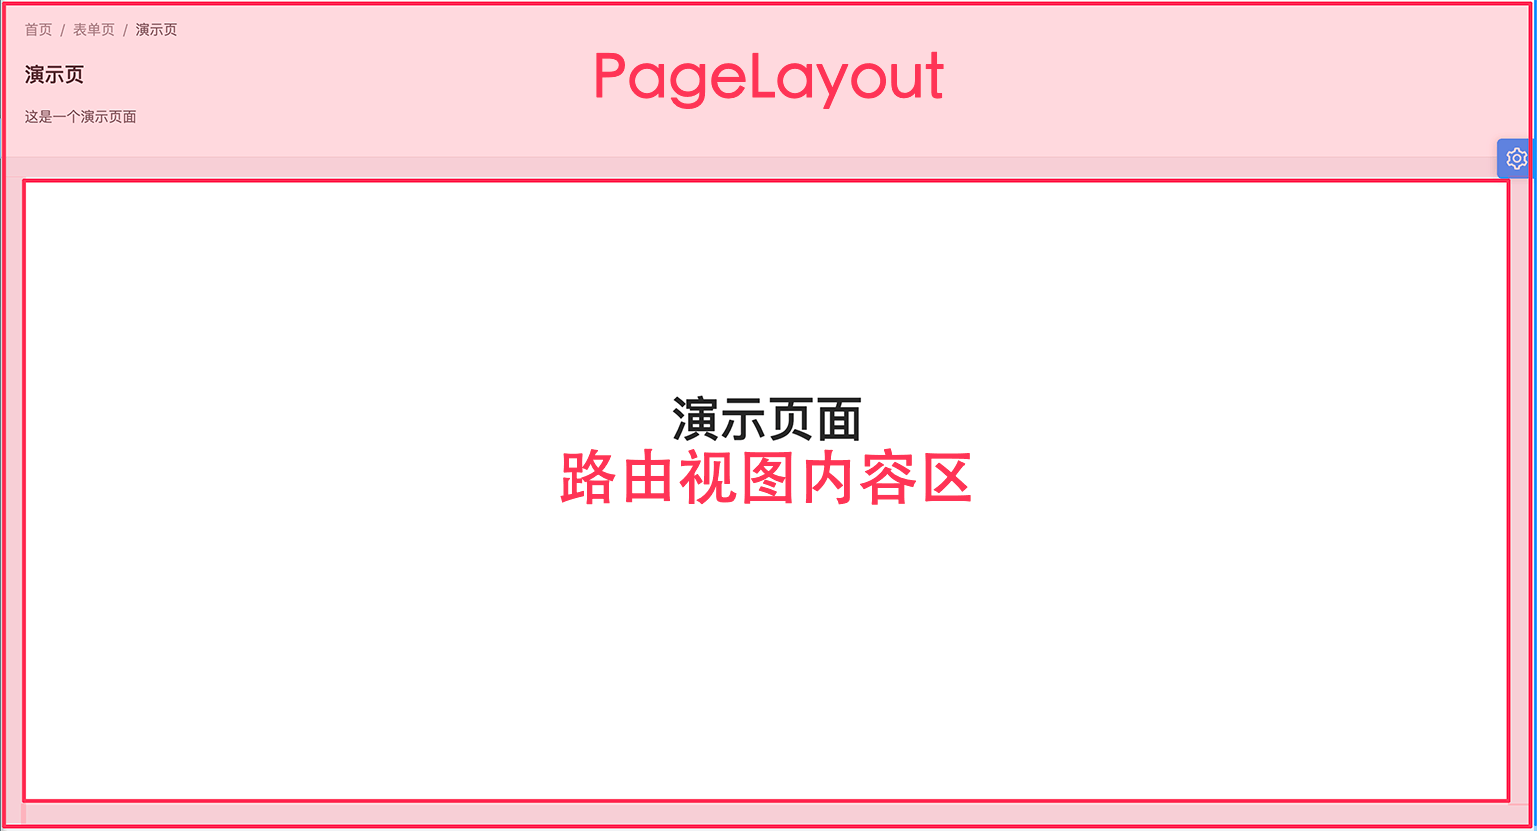 首页 / 表单页 / 演示页
PageLayout
演示页
这是一个演示页面
演示页面
路由视图内容区